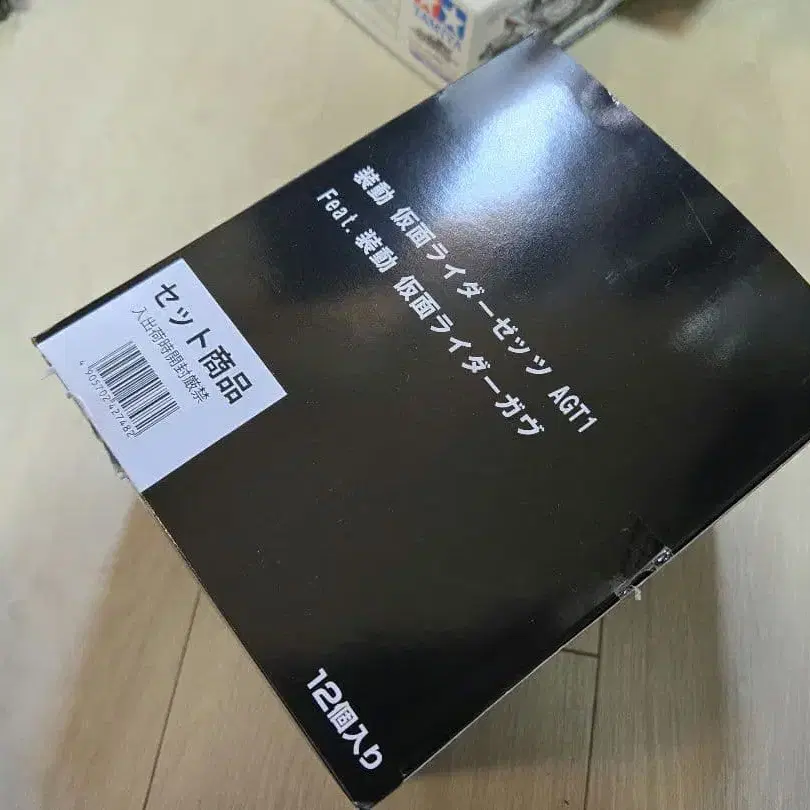 TAMIYA
装動 仮面ライダーゼッツ AGT1
Feat. 装動 仮面ライダーガヴ
セット商品
入出荷時開封厳禁
4905702427482
12個入り